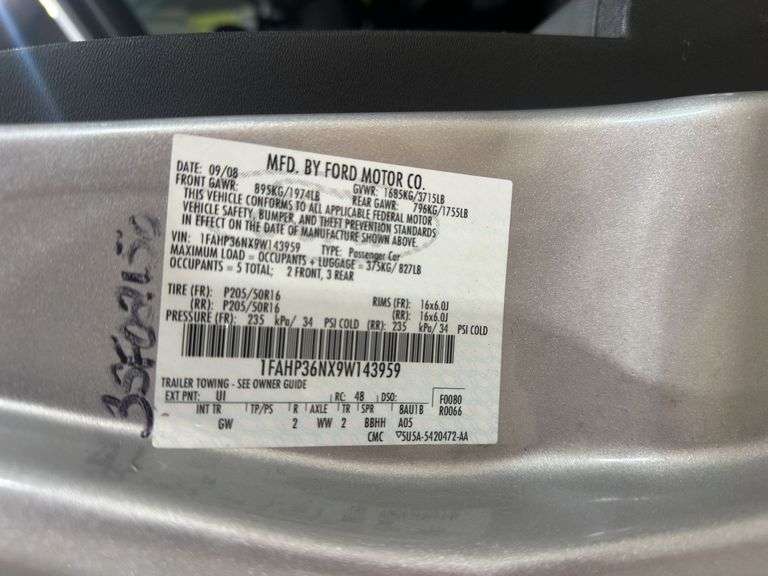 DATE: 09/08 MFD. BY FORD MOTOR CO.
FRONT GAWR: GVWR: 1685KG/3715LB
895KG/1974LB REAR GAWR: 796KG/1755LB
THIS VEHICLE CONFORMS TO ALL APPLICABLE FEDERAL MOTOR
VEHICLE SAFETY, BUMPER, AND THEFT PREVENTION STANDARDS
IN EFFECT ON THE DATE OF MANUFACTURE SHOWN ABOVE.
VIN: 1FAHP36NX9W143959 TYPE: Passenger Car
MAXIMUM LOAD = OCCUPANTS + LUGGAGE = 375KG/ 827LB
OCCUPANTS = 5 TOTAL; 2 FRONT, 3 REAR
TIRE (FR): P205/50R16 RIMS (FR): 16x6.0J
(RR): P205/50R16 (RR): 16x6.0J
PRESSURE (FR): 235 kPa/ 34 PSI COLD (RR): 235 kPa/ 34 PSI COLD
1FAHP36NX9W143959
TRAILER TOWING - SEE OWNER GUIDE
EXT PNT: UI RC: 48 DSO: F0080
R0066
INT TR TP/PS R AXLE TR SPR BAU1B
GW 2 WW 2 BBHH A05
CMC ▽5U5A-5420472-AA